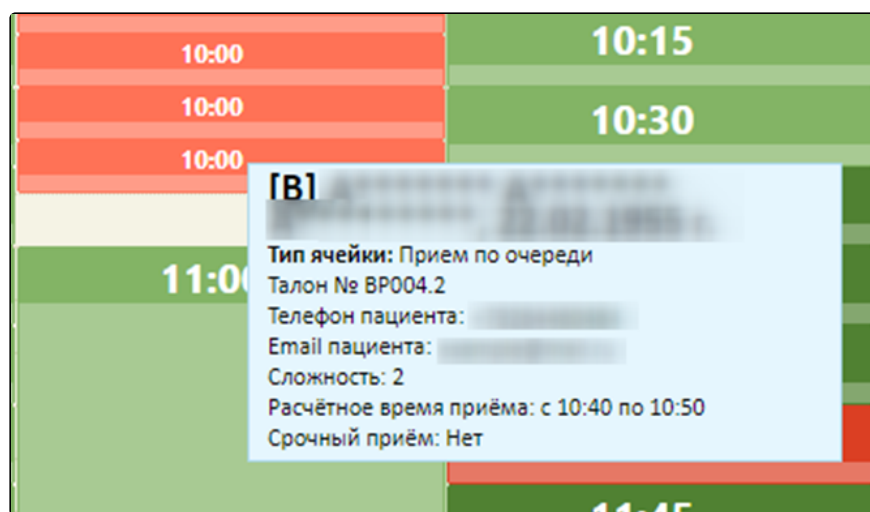 10:00
10:00
10:00
10:15
10:30
11:0
[В]
Тип ячейки: Прием по очереди
Талон № ВР004.2
Телефон пациента:
Email пациента:
Сложность: 2
Расчётное время приёма: с 10:40 по 10:50
Срочный приём: Нет
11:45